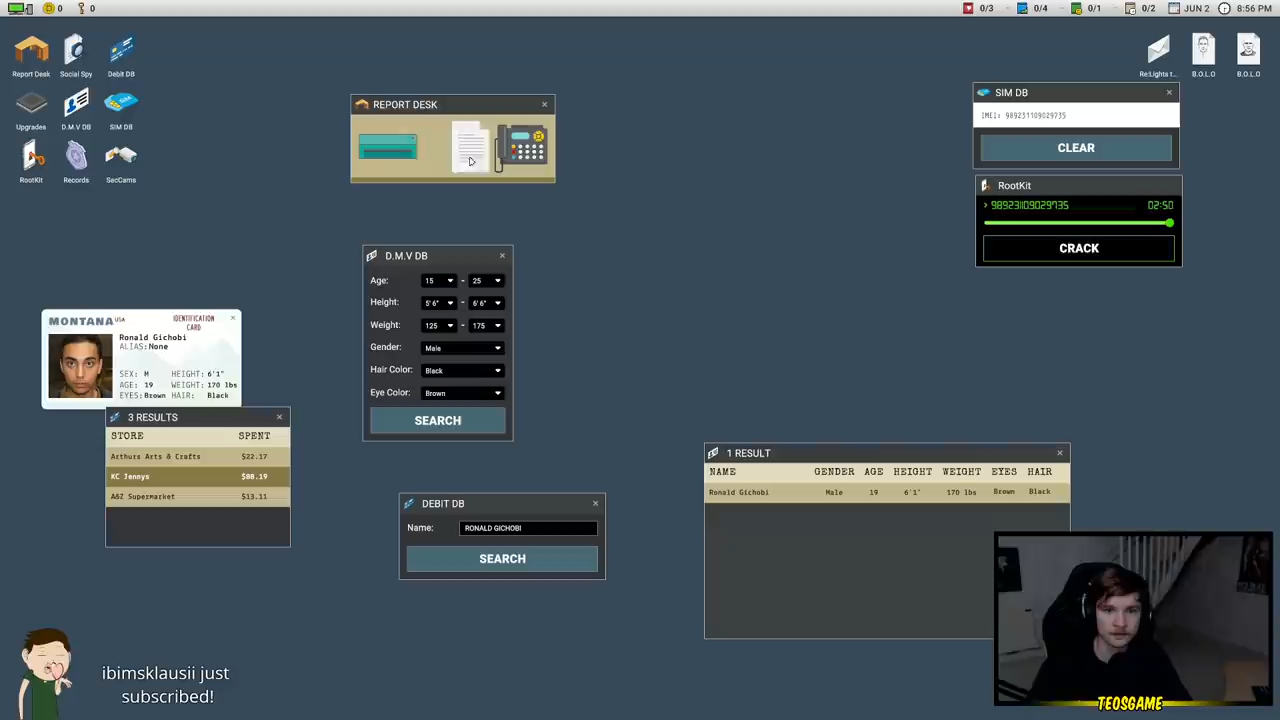 0
0
0/3
0/4
0/1
0/2
JUN 2
8:56 PM
Report Desk
Social Spy
Debit DB
Re:Lights t...
B.O.L.O
B.O.L.O
Upgrades
D.M.V DB
SIM DB
RootKit
Records
SecCams
REPORT DESK
SIM DB
IMEI: 989231109029735
CLEAR
RootKit
› 989231109029735
02:50
CRACK
D.M.V DB
Age: 15 - 25
Height: 5' 6" - 6' 6"
Weight: 125 - 175
Gender: Male
Hair Color: Black
Eye Color: Brown
SEARCH
MONTANA USA
IDENTIFICATION
CARD
Ronald Gichobi
ALIAS:None
SEX: M HEIGHT: 6'1"
AGE: 19 WEIGHT: 170 lbs
EYES: Brown HAIR: Black
3 RESULTS
STORE SPENT
Arthurs Arts & Crafts $22.17
KC Jennys $88.19
A&Z Supermarket $13.11
1 RESULT
NAME GENDER AGE HEIGHT WEIGHT EYES HAIR
Ronald Gichobi Male 19 6'1" 170 lbs Brown Black
DEBIT DB
Name: RONALD GICHOBI
SEARCH
ibimsklausii just
subscribed!
TEOSGAME